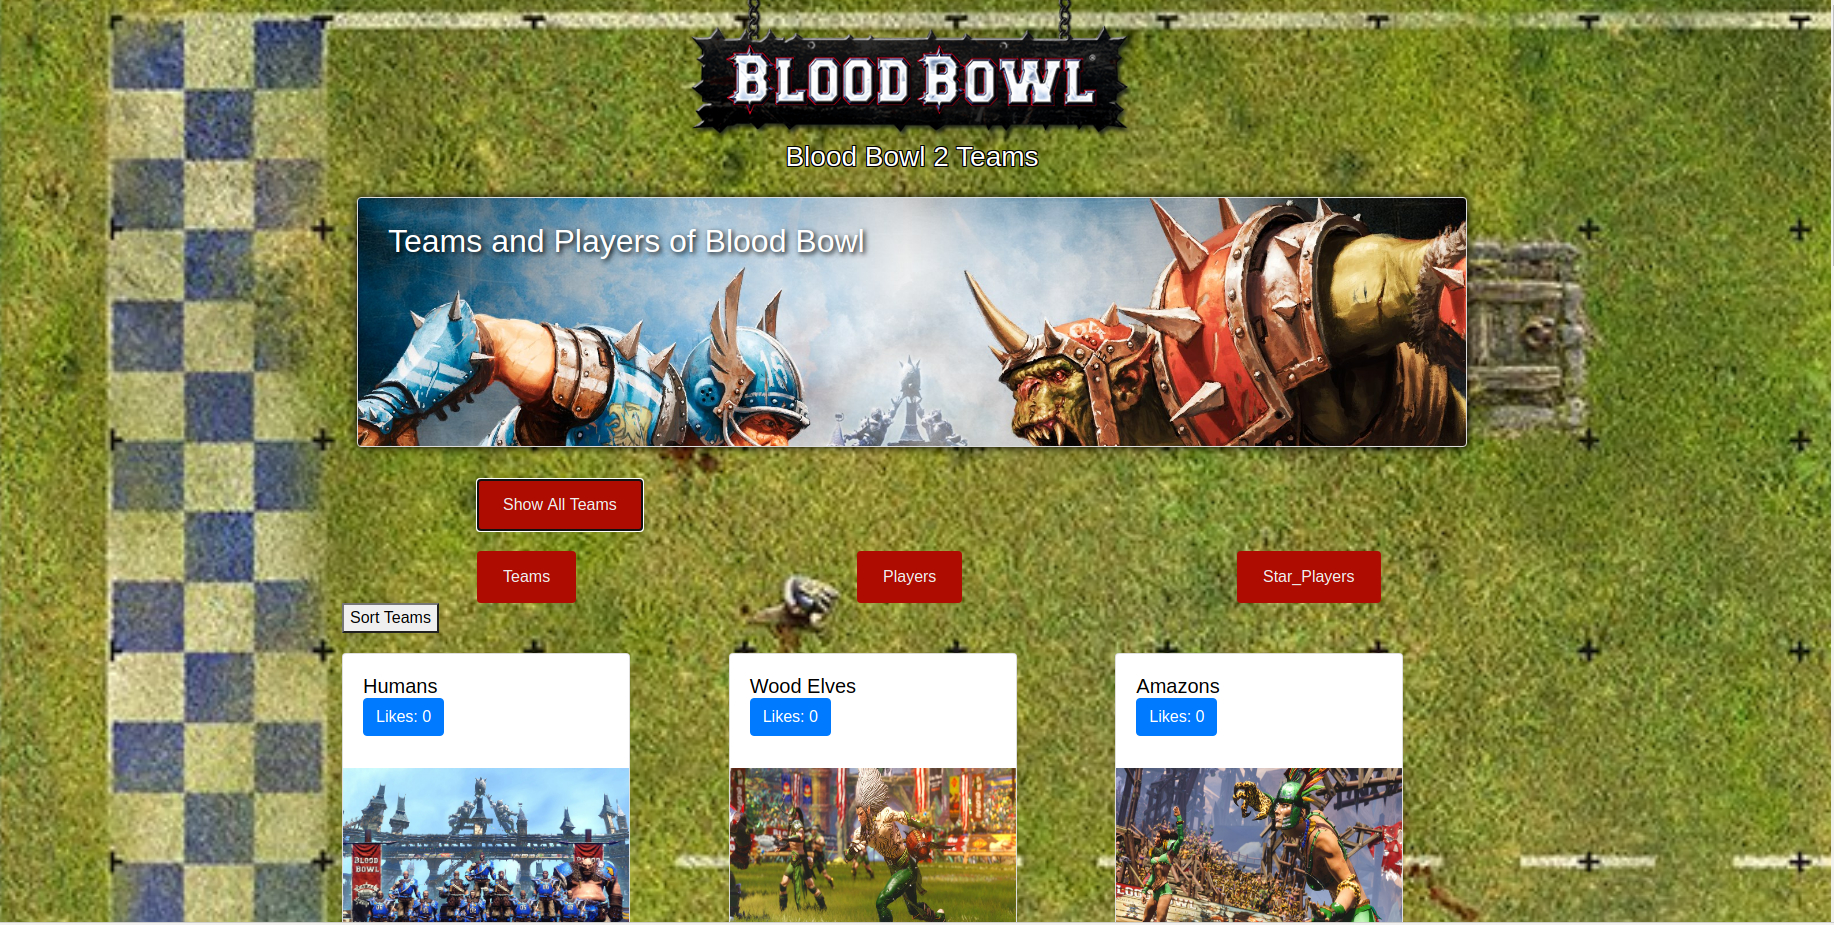 BLOOD BOWL
Blood Bowl 2 Teams
Teams and Players of Blood Bowl
16
Show All Teams
Teams
Players
Star_Players
Sort Teams
Humans
Wood Elves
Amazons
Likes: 0
Likes: 0
Likes: 0
BLOOD
BOWL